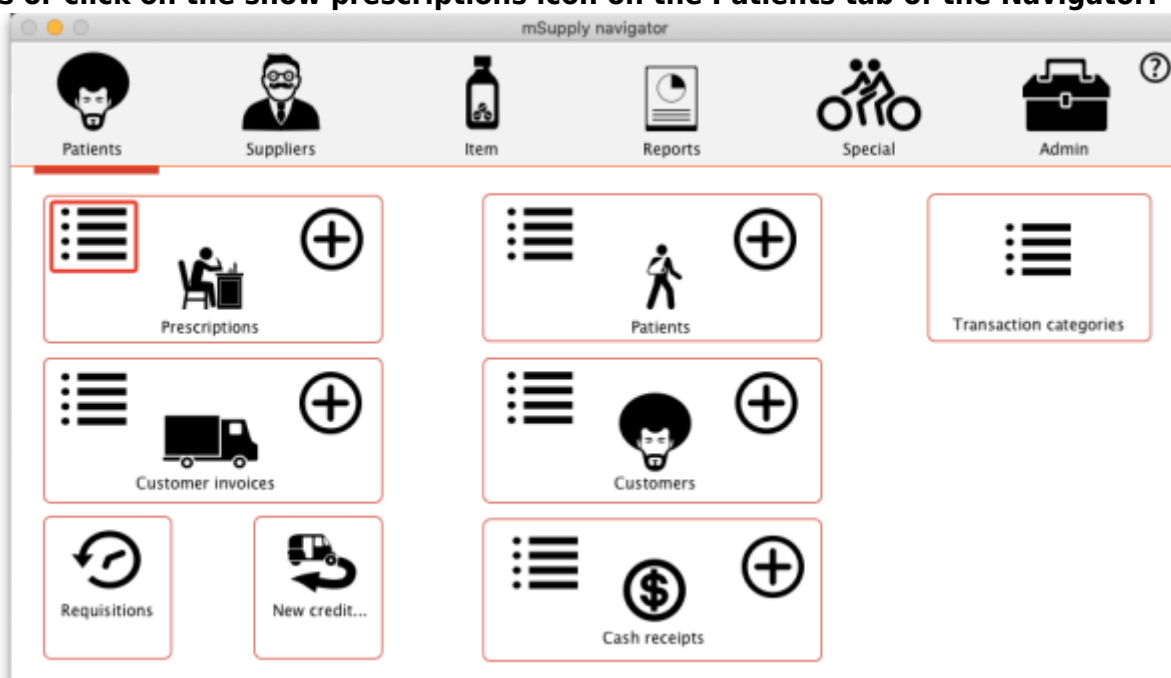 s or click on the show prescriptions icon on the Patients tab of the Navigator.
mSupply navigator
?
Patients
Suppliers
Item
Reports
Special
Admin
Prescriptions
Patients
Transaction categories
Customer invoices
Customers
Requisitions
New credit...
$
Cash receipts